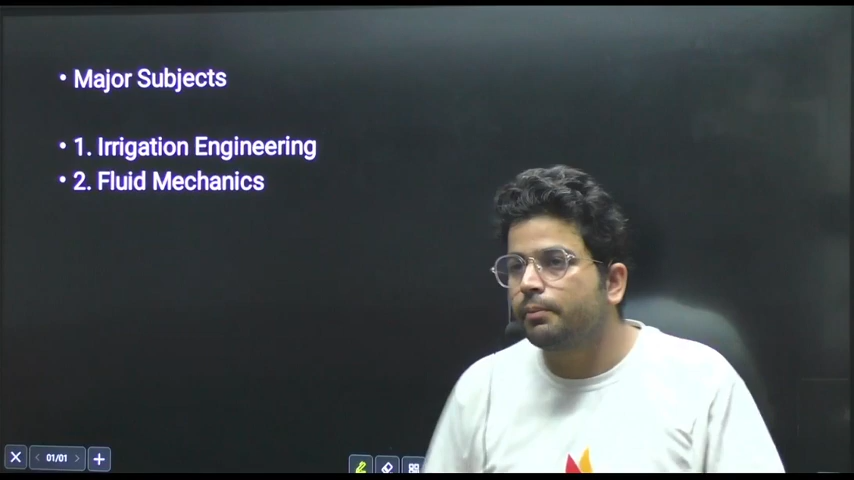 • Major Subjects
• 1. Irrigation Engineering
• 2. Fluid Mechanics
01/01